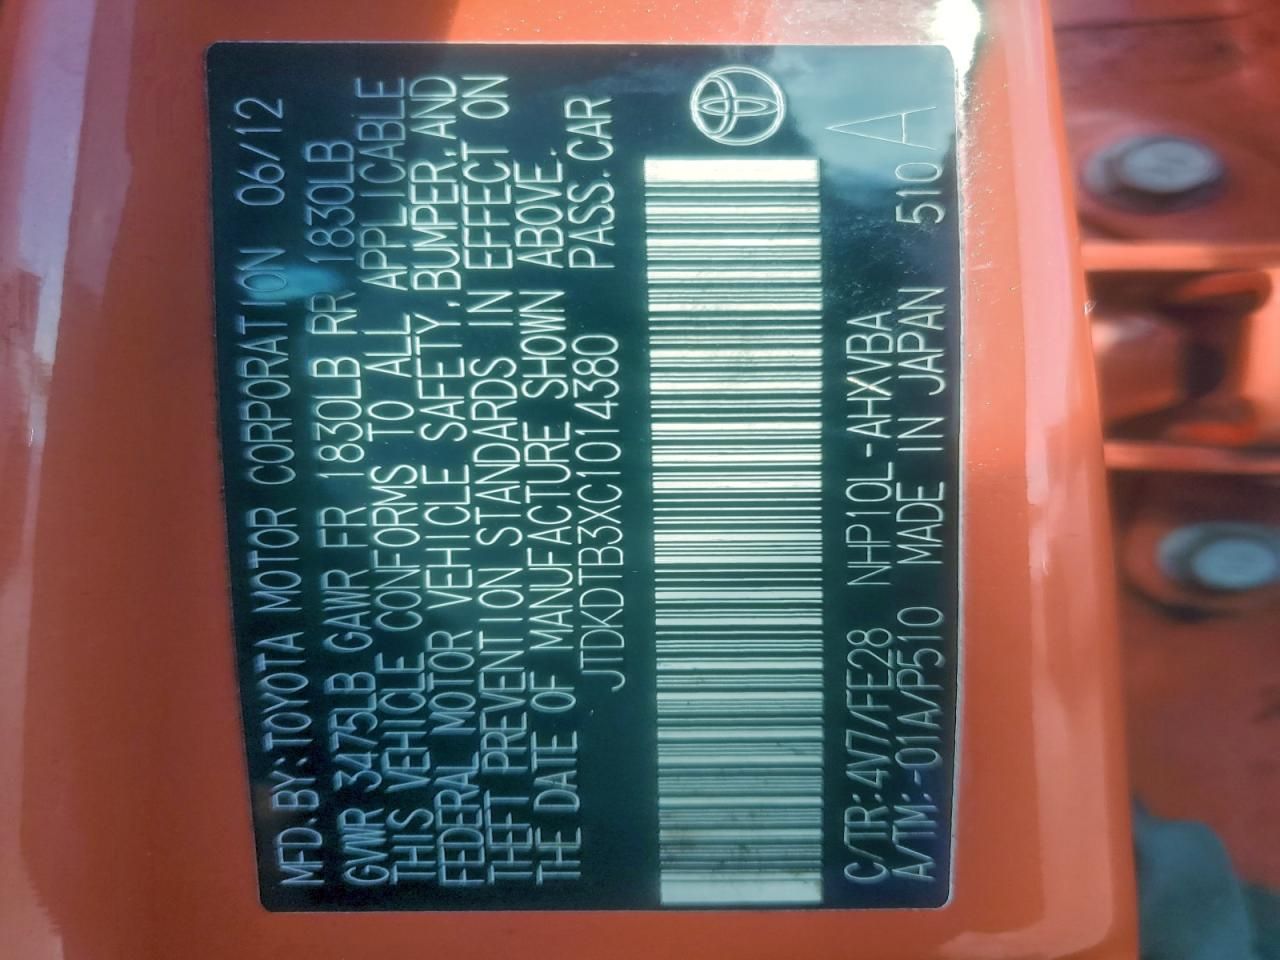 MFD. BY: TOYOTA MOTOR CORPORATION 06/12
GVWR 3475LB GAWR FR 1830LB RR 1830LB
THIS VEHICLE CONFORMS TO ALL APPLICABLE
FEDERAL MOTOR VEHICLE SAFETY, BUMPER, AND
THEFT PREVENTION STANDARDS IN EFFECT ON
THE DATE OF MANUFACTURE SHOWN ABOVE.
JTDKDTB3XC1014380 PASS. CAR
C/TR: 4V7/FE28 NHP10L-AHXVBA
A/TM: -01A/P510 MADE IN JAPAN 510 A